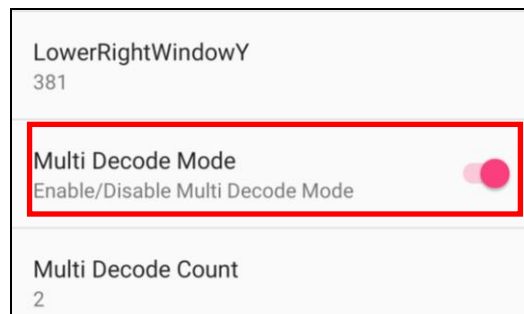 LowerRightWindowY
381
Multi Decode Mode
Enable/Disable Multi Decode Mode
Multi Decode Count
2